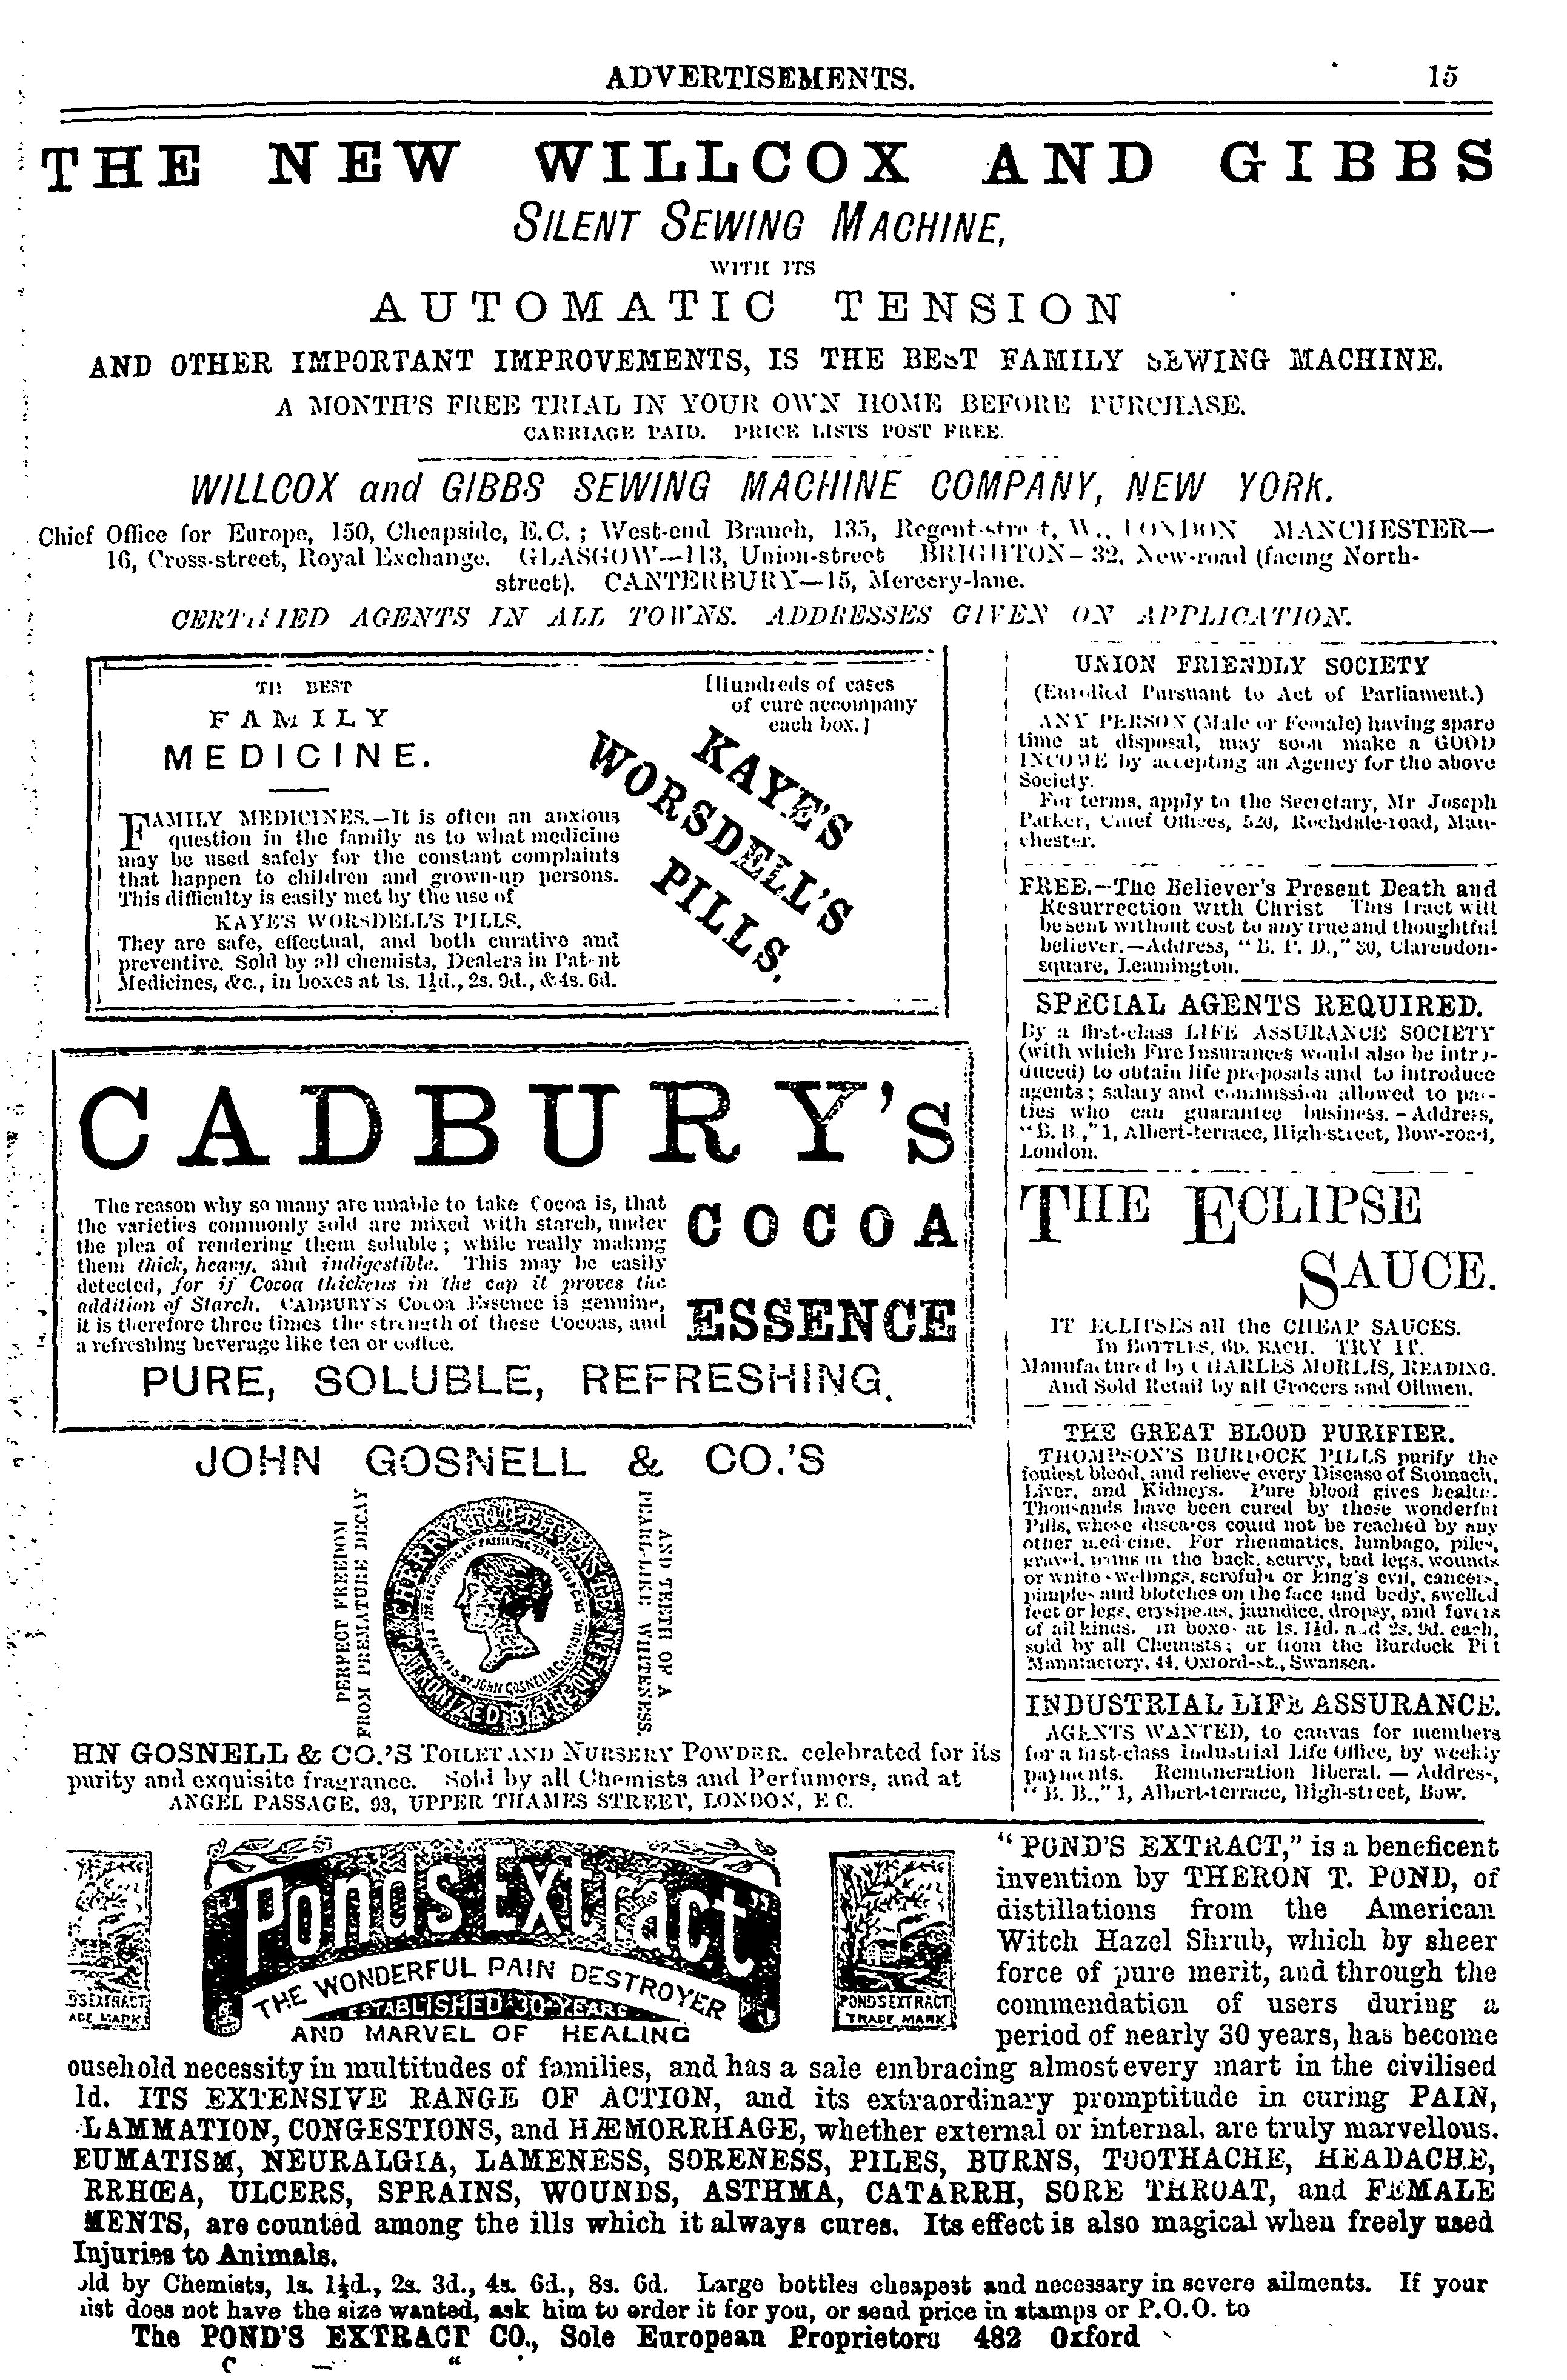 ADVERTISEMENTS. 15
THE NEW WILLCOX AND GIBBS
SILENT SEWING MACHINE,
WITH ITS
AUTOMATIC TENSION
AND OTHER IMPORTANT IMPROVEMENTS, IS THE BEST FAMILY SEWING MACHINE.
A MONTH'S FREE TRIAL IN YOUR OWN HOME BEFORE PURCHASE.
CARRIAGE PAID. PRICE LISTS POST FREE.
WILLCOX and GIBBS SEWING MACHINE COMPANY, NEW YORK.
Chief Office for Europe, 150, Cheapside, E.C.; West-end Branch, 135, Regent-street, W., LONDON MANCHESTER—
16, Cross-street, Royal Exchange. GLASGOW—113, Union-street BRIGHTON—32, New-road (facing North-
street). CANTERBURY—15, Mercery-lane.
CERTIFIED AGENTS IN ALL TOWNS. ADDRESSES GIVEN ON APPLICATION.
TH BEST
FAMILY
MEDICINE.
[Hundreds of cases
of cure accompany
each box.]
KAYE'S
WORSDELL'S
PILLS.
FAMILY MEDICINES.—It is often an anxious
question in the family as to what medicine
may be used safely for the constant complaints
that happen to children and grown-up persons.
This difficulty is easily met by the use of
KAYE'S WORSDELL'S PILLS.
They are safe, effectual, and both curative and
preventive. Sold by all chemists, Dealers in Patent
Medicines, &c., in boxes at 1s. 1½d., 2s. 9d., & 4s. 6d.
CADBURY'S
COCOA
ESSENCE
The reason why so many are unable to take Cocoa is, that
the varieties commonly sold are mixed with starch, under
the plea of rendering them soluble; while really making
them thick, heavy, and indigestible. This may be easily
detected, for if Cocoa thickens in the cup it proves the
addition of Starch. CADBURY'S Cocoa Essence is genuine,
it is therefore three times the strength of these Cocoas, and
a refreshing beverage like tea or coffee.
PURE, SOLUBLE, REFRESHING.
JOHN GOSNELL & CO.'S
PERFECT FREEDOM
FROM PREMATURE DECAY
CHERRY TOOTH PASTE
PATRONIZED BY THE QUEEN
AND TEETH OF A
PEARL-LIKE WHITENESS.
HN GOSNELL & CO.'S TOILET AND NURSERY POWDER. celebrated for its
purity and exquisite fragrance. Sold by all Chemists and Perfumers, and at
ANGEL PASSAGE, 93, UPPER THAMES STREET, LONDON, E C.
UNION FRIENDLY SOCIETY
(Enrolled Pursuant to Act of Parliament.)
ANY PERSON (Male or Female) having spare
time at disposal, may soon make a GOOD
INCOME by accepting an Agency for the above
Society.
For terms, apply to the Secretary, Mr Joseph
Parker, Chief Offices, 520, Rochdale-road, Man-
chester.
FREE.—The Believer's Present Death and
Resurrection with Christ This Tract will
be sent without cost to any true and thoughtful
believer.—Address, "B. P. D.," 30, Clarendon-
square, Leamington.
SPECIAL AGENTS REQUIRED.
By a first-class LIFE ASSURANCE SOCIETY
(with which Fire Insurances would also be intro-
duced) to obtain life proposals and to introduce
agents; salary and commission allowed to par-
ties who can guarantee business.—Address,
"B. B.," 1, Albert-terrace, High-street, Bow-road,
London.
THE ECLIPSE
SAUCE.
IT ECLIPSES all the CHEAP SAUCES.
In BOTTLES, 6D. EACH. TRY IT.
Manufactured by CHARLES MORRIS, READING.
And Sold Retail by all Grocers and Oilmen.
THE GREAT BLOOD PURIFIER.
THOMPSON'S BURDOCK PILLS purify the
foulest blood, and relieve every Disease of Stomach,
Liver, and Kidneys. Pure blood gives health.
Thousands have been cured by these wonderful
Pills, whose diseases could not be reached by any
other medicine. For rheumatics, lumbago, piles,
gravel, pains in the back, scurvy, bad legs, wounds
or white swellings, scrofula or king's evil, cancers,
pimples and blotches on the face and body, swelled
feet or legs, erysipelas, jaundice, dropsy, and fevers
of all kinds. In boxes at 1s. 1½d. and 2s. 9d. each,
sold by all Chemists; or from the Burdock Pill
Manufactory, 44, Oxford-st., Swansea.
INDUSTRIAL LIFE ASSURANCE.
AGENTS WANTED, to canvas for members
for a first-class Industrial Life Office, by weekly
payments. Remuneration liberal. — Address,
"B. B.," 1, Albert-terrace, High-street, Bow.
D'S EXTRACT
ADE MARK
Pond's Extract
THE WONDERFUL PAIN DESTROYER
ESTABLISHED 30 YEARS
AND MARVEL OF HEALING
POND'S EXTRACT
TRADE MARK
"POND'S EXTRACT," is a beneficent
invention by THERON T. POND, of
distillations from the American
Witch Hazel Shrub, which by sheer
force of pure merit, and through the
commendation of users during a
period of nearly 30 years, has become
ousehold necessity in multitudes of families, and has a sale embracing almost every mart in the civilised
ld. ITS EXTENSIVE RANGE OF ACTION, and its extraordinary promptitude in curing PAIN,
LAMMATION, CONGESTIONS, and HÆMORRHAGE, whether external or internal, are truly marvellous.
EUMATISM, NEURALGIA, LAMENESS, SORENESS, PILES, BURNS, TOOTHACHE, HEADACHE,
RRHŒA, ULCERS, SPRAINS, WOUNDS, ASTHMA, CATARRH, SORE THROAT, and FEMALE
MENTS, are counted among the ills which it always cures. Its effect is also magical when freely used
Injuries to Animals.
old by Chemists, 1s. 1½d., 2s. 3d., 4s. 6d., 8s. 6d. Large bottles cheapest and necessary in severe ailments. If your
ist does not have the size wanted, ask him to order it for you, or send price in stamps or P.O.O. to
The POND'S EXTRACT CO., Sole European Proprietors 482 Oxford